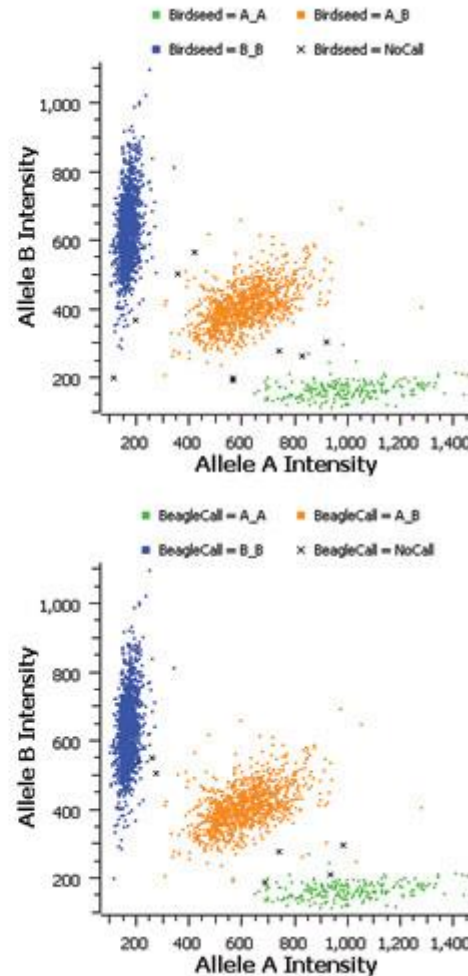 Birdseed = A_A Birdseed = A_B
Birdseed = B_B × Birdseed = NoCall
1,000
800
600
400
200
Allele B Intensity
200 400 600 800 1,000 1,200 1,400
Allele A Intensity
BeagleCall = A_A BeagleCall = A_B
BeagleCall = B_B × BeagleCall = NoCall
1,000
800
600
400
200
Allele B Intensity
200 400 600 800 1,000 1,200 1,400
Allele A Intensity